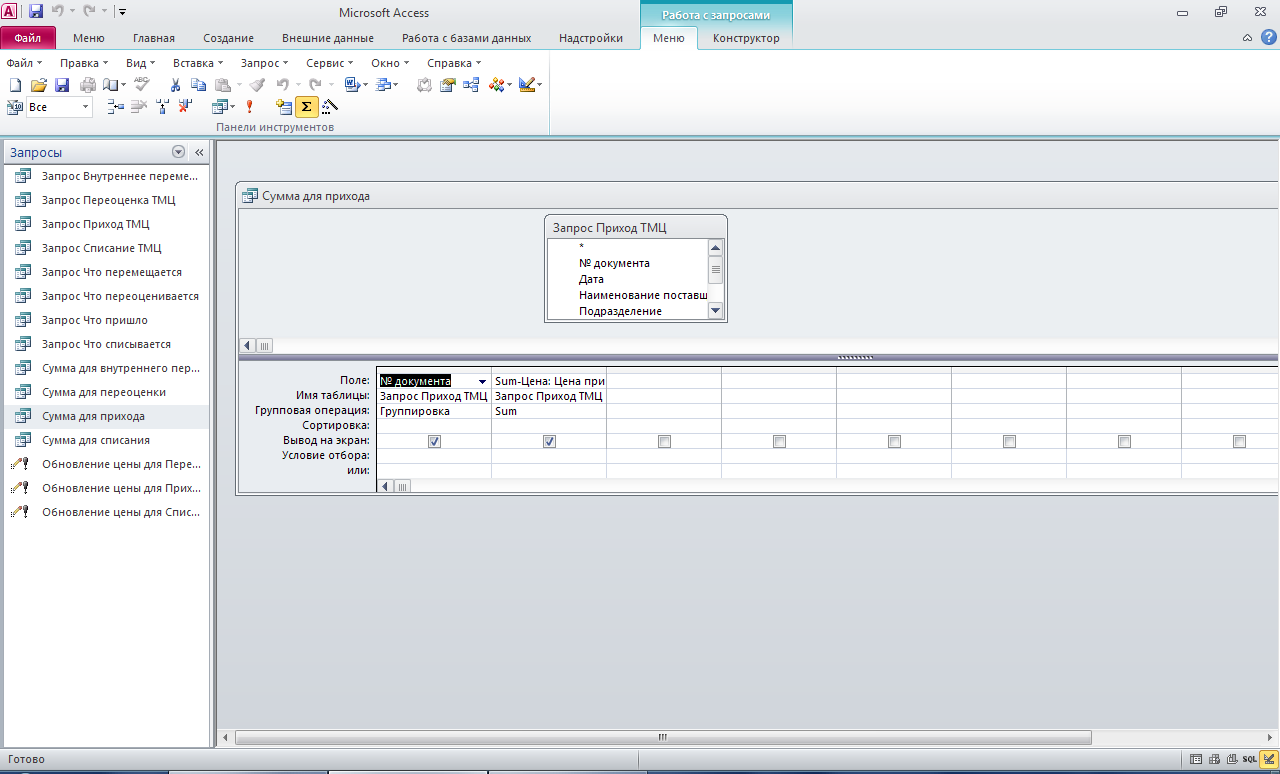 Microsoft Access
Работа с запросами
Файл Меню Главная Создание Внешние данные Работа с базами данных Надстройки Меню Конструктор
Файл Правка Вид Вставка Запрос Сервис Окно Справка
ABC
Все
Панели инструментов
Запросы
Запрос Внутреннее переме...
Запрос Переоценка ТМЦ
Запрос Приход ТМЦ
Запрос Списание ТМЦ
Запрос Что перемещается
Запрос Что переоценивается
Запрос Что пришло
Запрос Что списывается
Сумма для внутреннего пер...
Сумма для переоценки
Сумма для прихода
Сумма для списания
Обновление цены для Пере...
Обновление цены для Прих...
Обновление цены для Спис...
Сумма для прихода
Запрос Приход ТМЦ
*
№ документа
Дата
Наименование поставш
Подразделение
Поле: № документа Sum-Цена: Цена при
Имя таблицы: Запрос Приход ТМЦ Запрос Приход ТМЦ
Групповая операция: Группировка Sum
Сортировка:
Вывод на экран:
Условие отбора:
или:
Готово
SQL